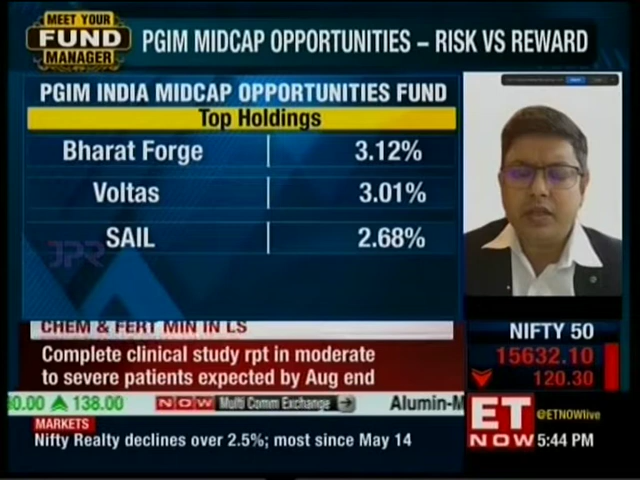 MEET YOUR
FUND
MANAGER
PGIM MIDCAP OPPORTUNITIES – RISK VS REWARD
PGIM INDIA MIDCAP OPPORTUNITIES FUND
Top Holdings
Bharat Forge 3.12%
Voltas 3.01%
SAIL 2.68%
JPR
CHEM & FERT MIN IN LS
Complete clinical study rpt in moderate
to severe patients expected by Aug end
NIFTY 50
15632.10
120.30
0.00 138.00 NOW Multi Comm Exchange Alumin-M
MARKETS
Nifty Realty declines over 2.5%; most since May 14
ET
NOW
@ETNOWlive
5:44 PM